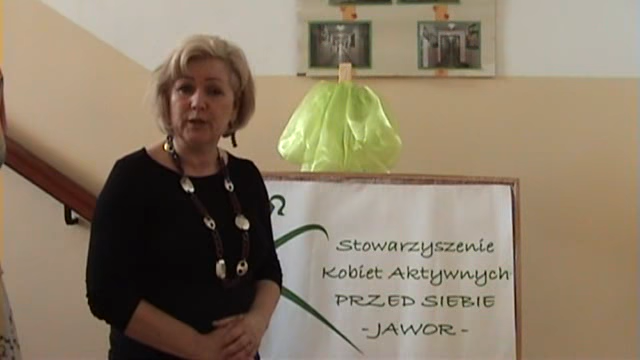 Stowarzyszenie
Kobiet Aktywnych
PRZED SIEBIE
- JAWOR -